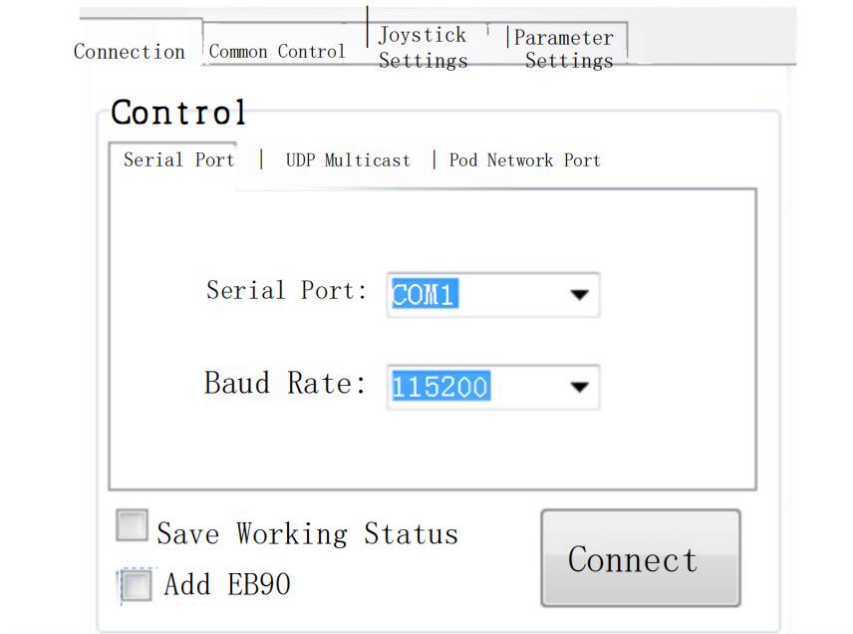 Connection Common Control Joystick Settings Parameter Settings
Control
Serial Port | UDP Multicast | Pod Network Port
Serial Port: COM1
Baud Rate: 115200
Save Working Status
Add EB90
Connect